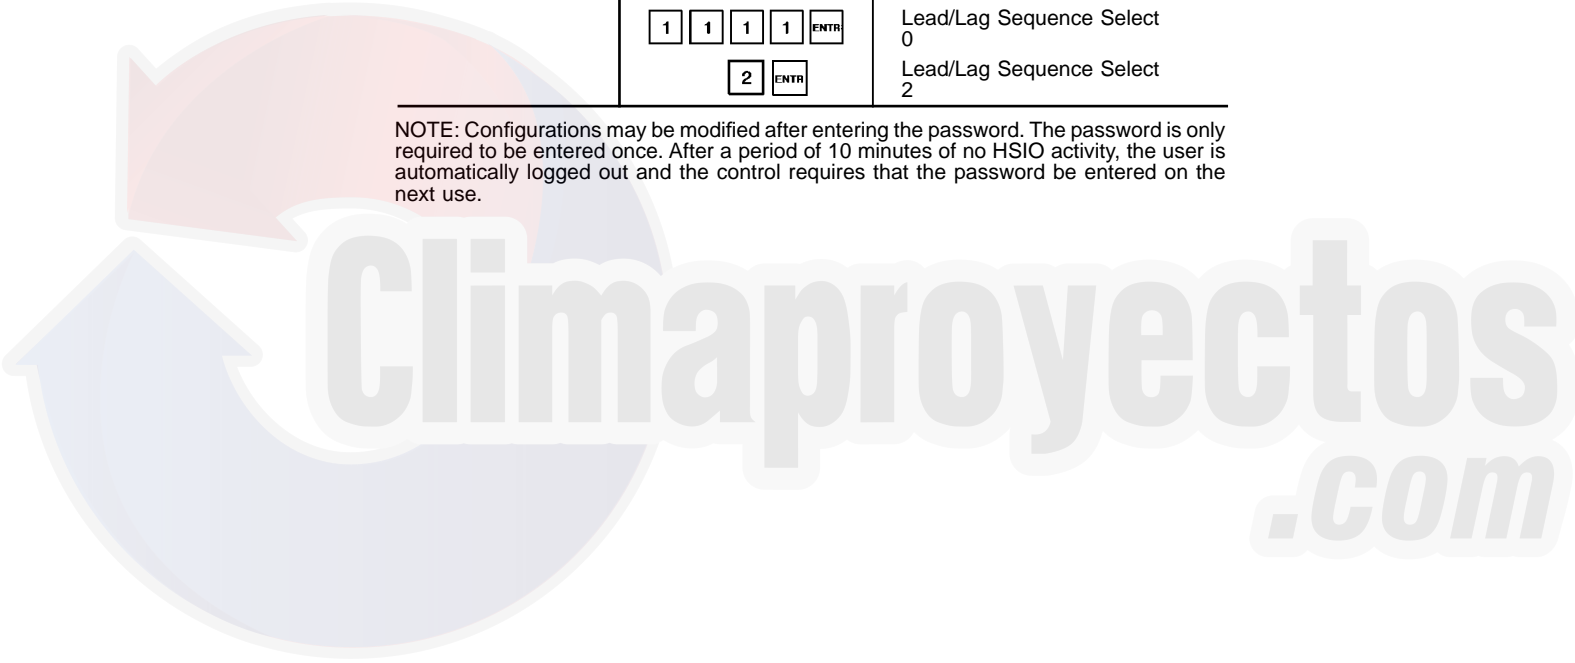 1 1 1 1 ENTR
Lead/Lag Sequence Select
0
2 ENTR
Lead/Lag Sequence Select
2
NOTE: Configurations may be modified after entering the password. The password is only
required to be entered once. After a period of 10 minutes of no HSIO activity, the user is
automatically logged out and the control requires that the password be entered on the
next use.
Climaproyectos
.com